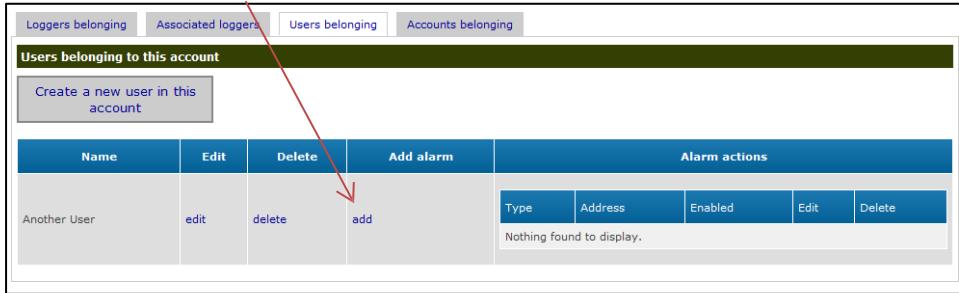 Loggers belonging Associated loggers Users belonging Accounts belonging
Users belonging to this account
Create a new user in this
account
Name Edit Delete Add alarm Alarm actions
Type Address Enabled Edit Delete
Another User edit delete add
Nothing found to display.